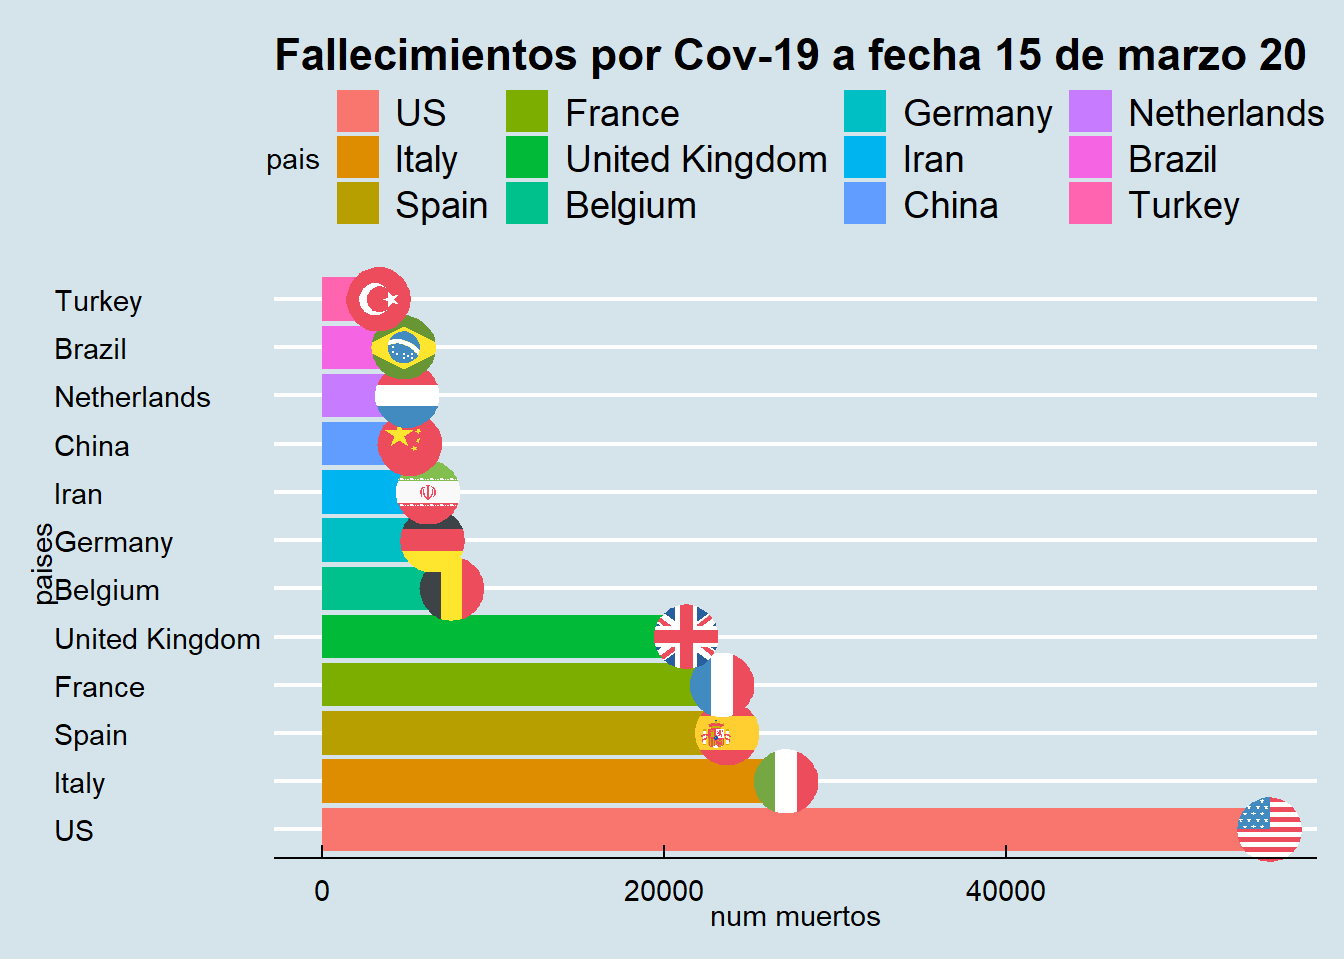 Fallecimientos por Cov-19 a fecha 15 de marzo 20
pais
US
Italy
Spain
France
United Kingdom
Belgium
Germany
Iran
China
Netherlands
Brazil
Turkey
paises
Turkey
Brazil
Netherlands
China
Iran
Germany
Belgium
United Kingdom
France
Spain
Italy
US
0 20000 40000
num muertos